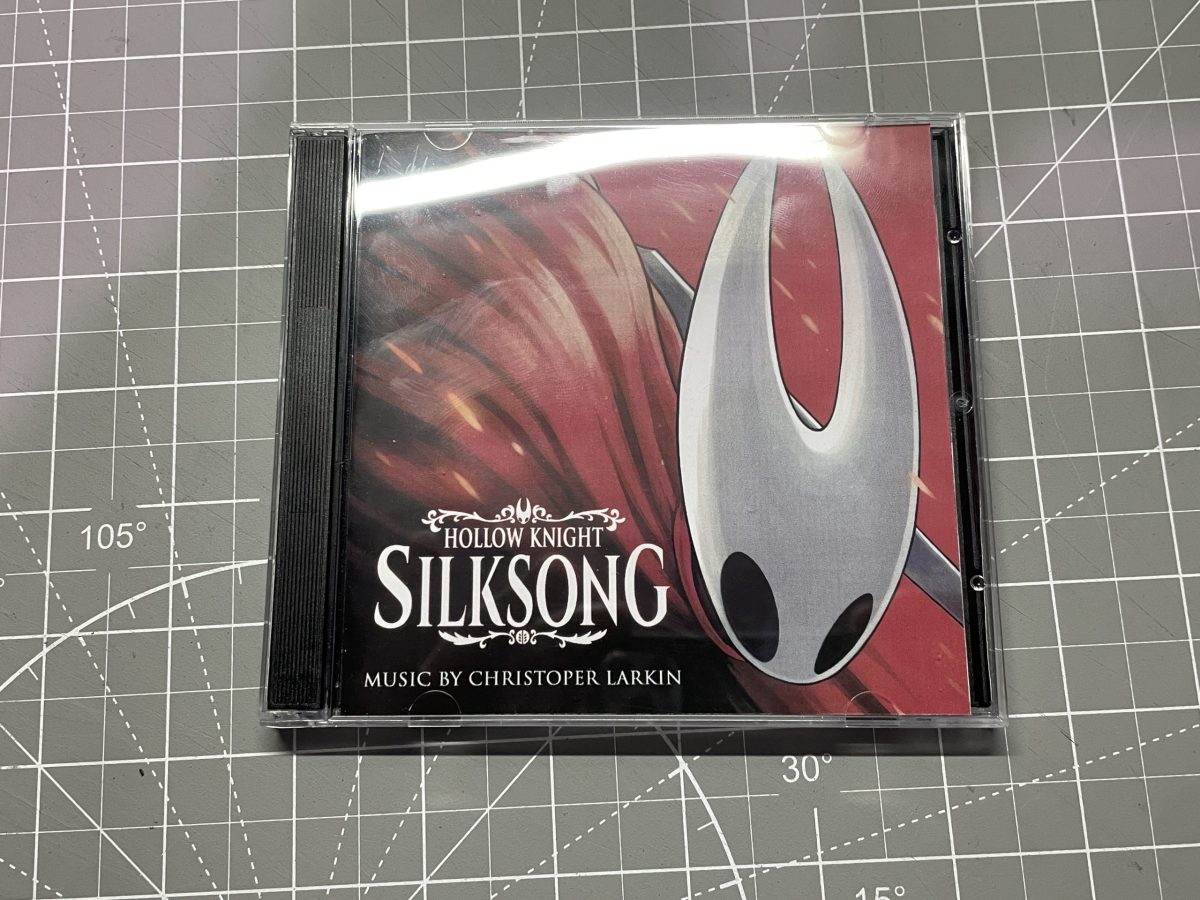 HOLLOW KNIGHT
SILKSONG
MUSIC BY CHRISTOPER LARKIN
105°
30°
15°